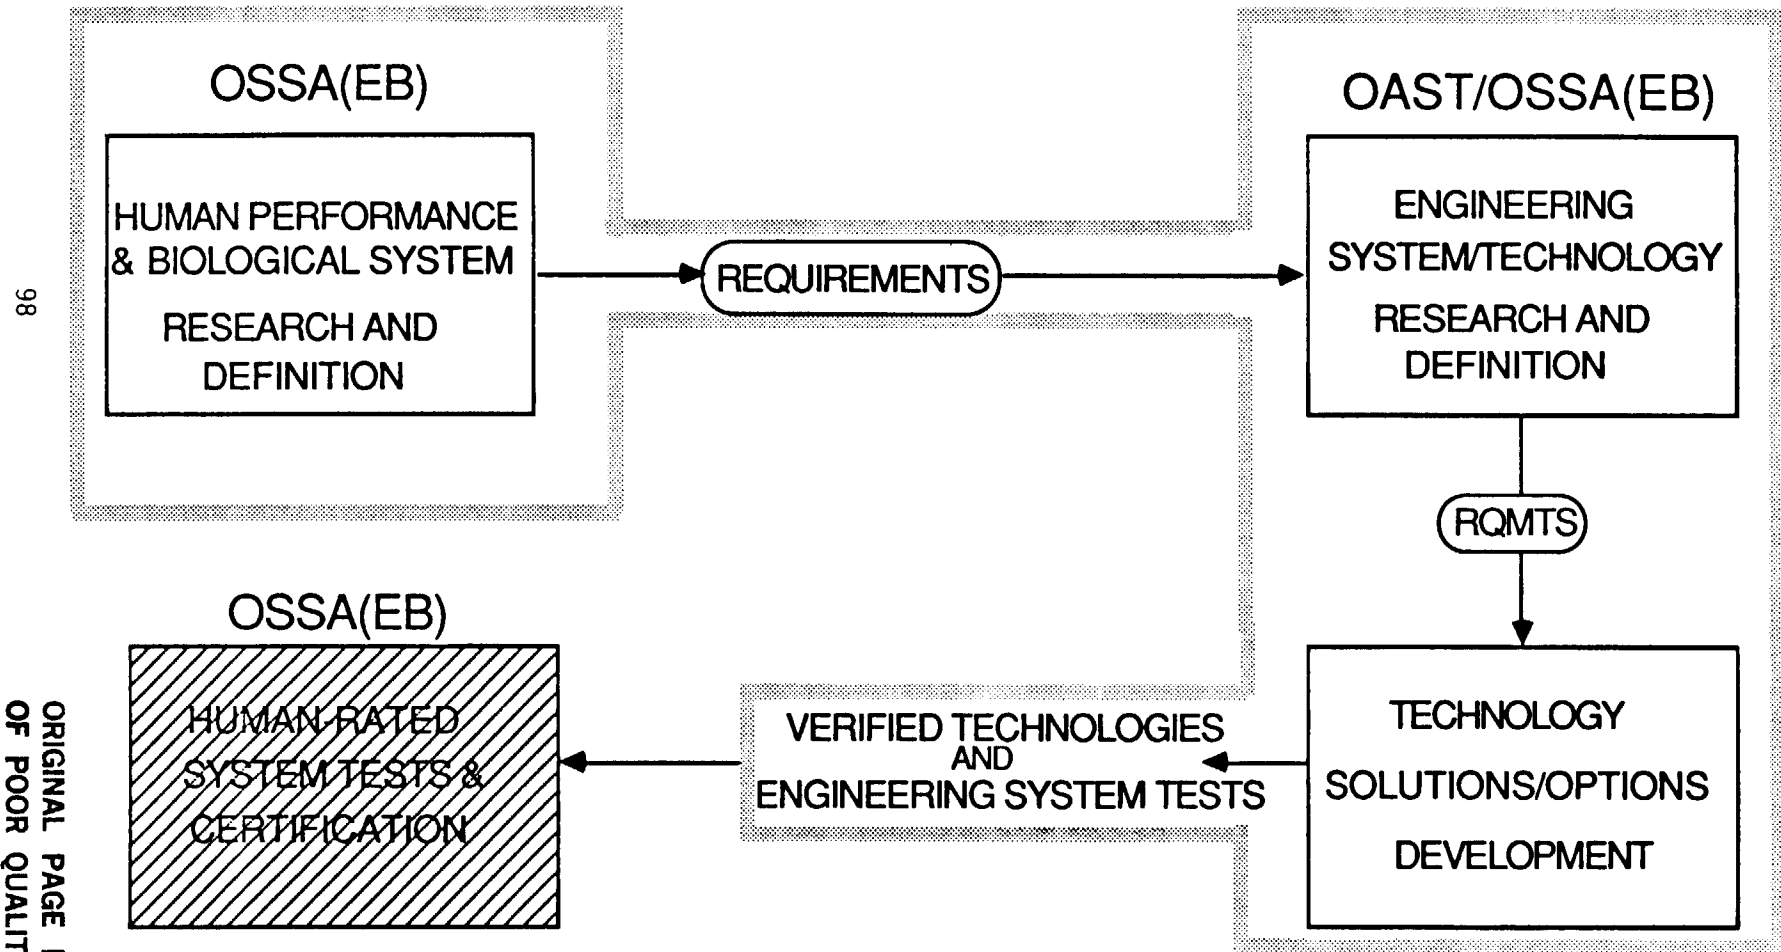 OSSA(EB)
HUMAN PERFORMANCE
& BIOLOGICAL SYSTEM
RESEARCH AND
DEFINITION
REQUIREMENTS
OAST/OSSA(EB)
ENGINEERING
SYSTEM/TECHNOLOGY
RESEARCH AND
DEFINITION
RQMTS
TECHNOLOGY
SOLUTIONS/OPTIONS
DEVELOPMENT
VERIFIED TECHNOLOGIES
AND
ENGINEERING SYSTEM TESTS
OSSA(EB)
HUMAN-RATED
SYSTEM TESTS &
CERTIFICATION
98
ORIGINAL PAGE
OF POOR